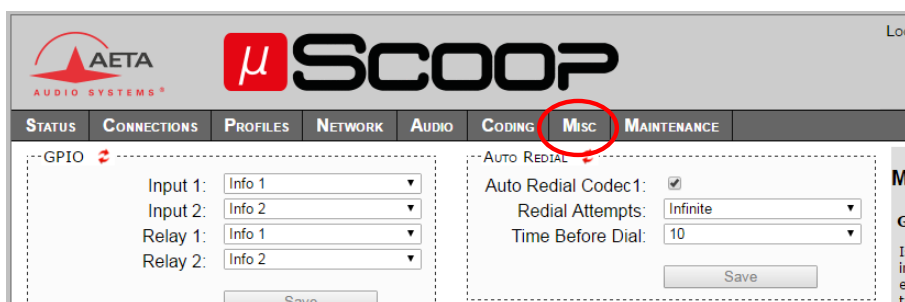 Lo
AETA
AUDIO SYSTEMS®
µ SCOOP
STATUS CONNECTIONS PROFILES NETWORK AUDIO CODING MISC MAINTENANCE
GPIO
Input 1: Info 1
Input 2: Info 2
Relay 1: Info 1
Relay 2: Info 2
Save
AUTO REDIAL
Auto Redial Codec1:
Redial Attempts: Infinite
Time Before Dial: 10
Save
M
G